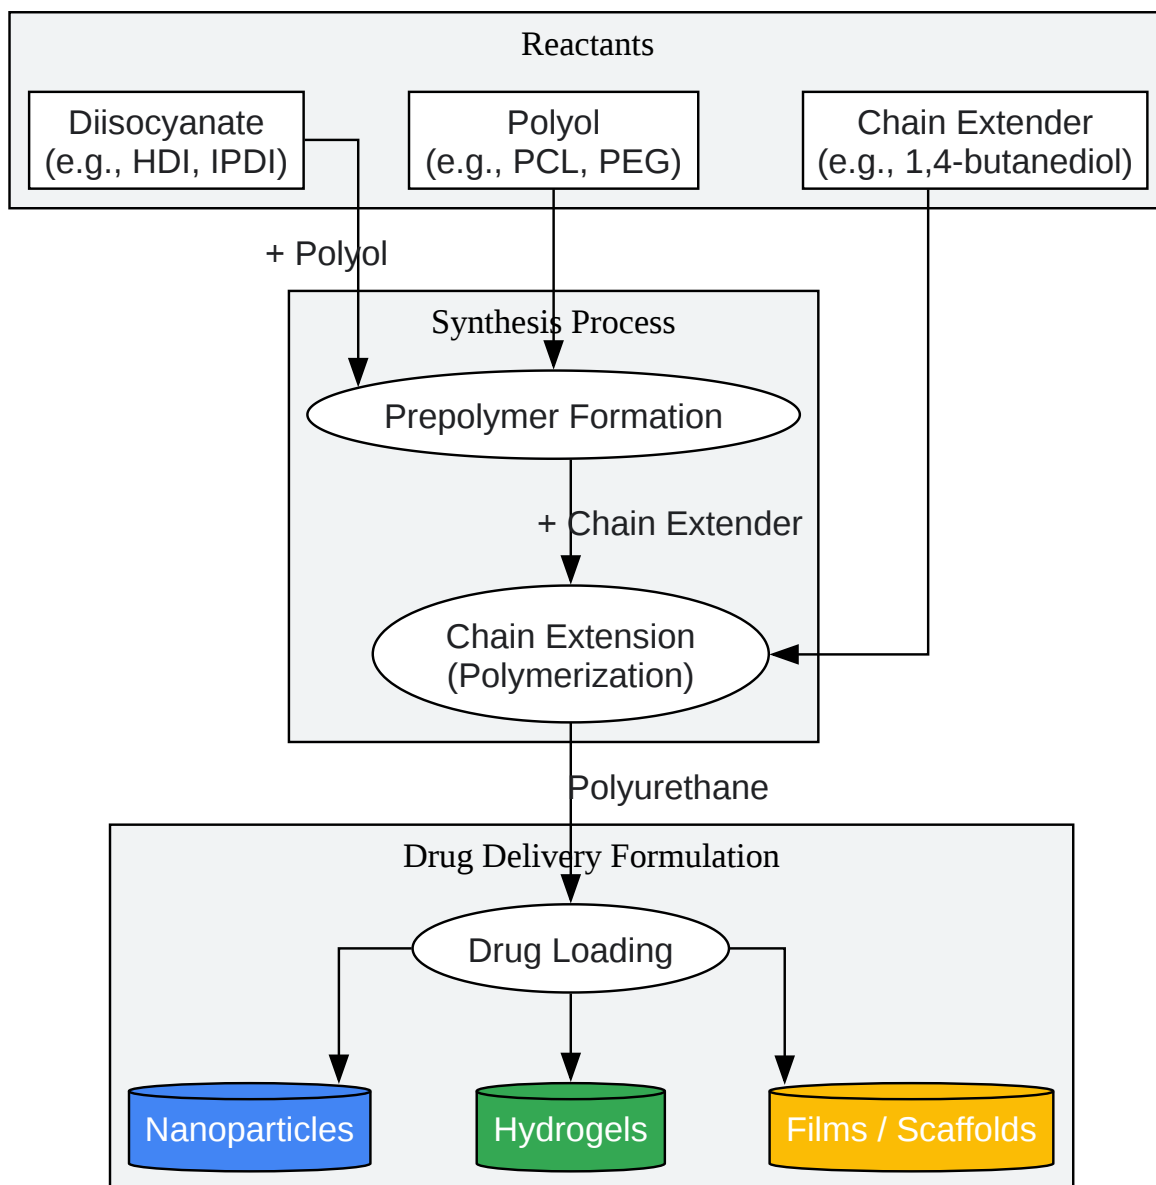 Reactants
Diisocyanate
(e.g., HDI, IPDI)
Polyol
(e.g., PCL, PEG)
Chain Extender
(e.g., 1,4-butanediol)
+ Polyol
Synthesis Process
Prepolymer Formation
+ Chain Extender
Chain Extension
(Polymerization)
Polyurethane
Drug Delivery Formulation
Drug Loading
Nanoparticles
Hydrogels
Films / Scaffolds